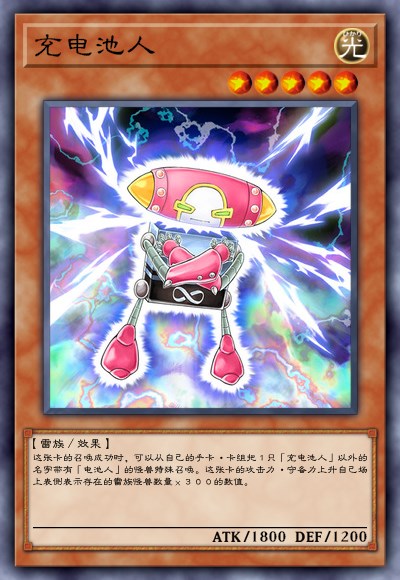 充电池人
光
【雷族／效果】
这张卡的召唤成功时，可以从自己的手卡·卡组把1只「充电池人」以外的
名字带有「电池人」的怪兽特殊召唤。这张卡的攻击力·守备力上升自己场
上表侧表示存在的雷族怪兽数量×300的数值。
ATK/1800 DEF/1200